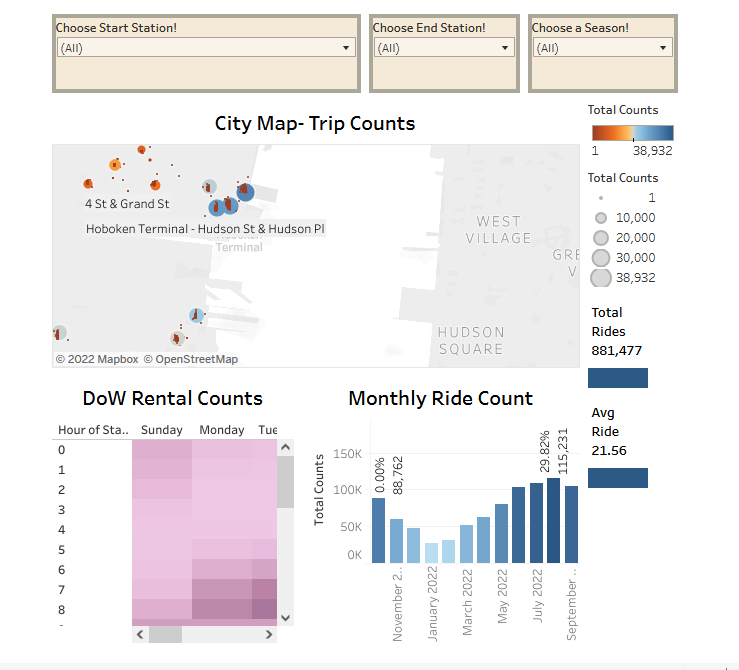 Choose Start Station!
(All)
Choose End Station!
(All)
Choose a Season!
(All)
City Map- Trip Counts
4 St & Grand St
Hoboken Terminal - Hudson St & Hudson Pl
Terminal
WEST
VILLAGE
GRE
V
HUDSON
SQUARE
© 2022 Mapbox © OpenStreetMap
Total Counts
1 38,932
Total Counts
1
10,000
20,000
30,000
38,932
Total
Rides
881,477
Avg
Ride
21.56
DoW Rental Counts
Hour of Sta.. Sunday Monday Tue
0
1
2
3
4
5
6
7
8
Monthly Ride Count
Total Counts
150K
100K
50K
0K
0.00%
88,762
29.82%
115,231
November 2..
January 2022
March 2022
May 2022
July 2022
September ..